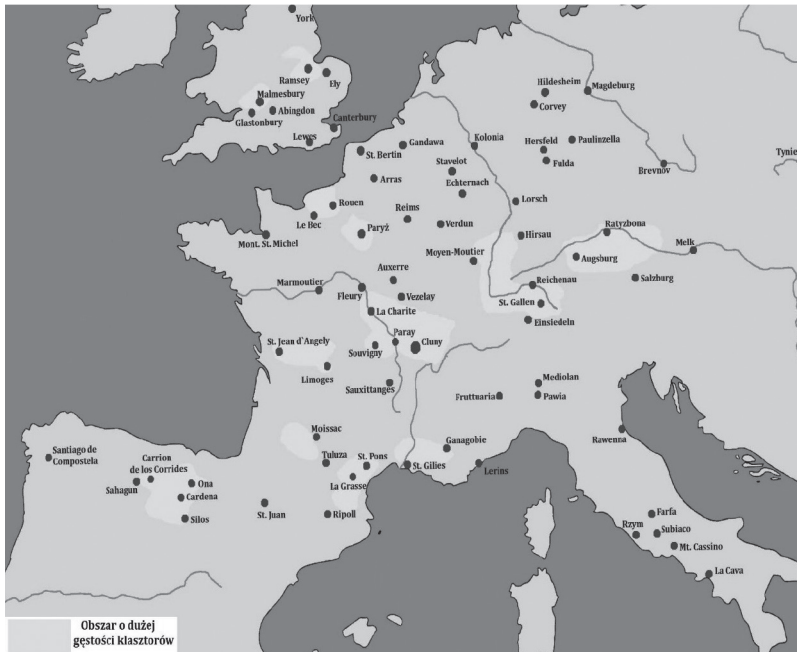 York
Ramsey
Ely
Malmesbury
Abingdon
Glastonbury
Canterbury
Lewes
Hildesheim
Magdeburg
Corvey
Gandawa
Kolonia
St. Bertin
Stavelot
Hersfeld
Paulinzella
Fulda
Brevnov
Tynie
Arras
Echternach
Rouen
Reims
Lorsch
Le Bec
Paryż
Verdun
Hirsau
Ratyzbona
Mont. St. Michel
Moyen-Moutier
Augsburg
Melk
Auxerre
Marmoutier
Fleury
Vezelay
Reichenau
Salzburg
La Charite
St. Gallen
Einsiedeln
St. Jean d'Angely
Paray
Souvigny
Cluny
Limoges
Sauxittanges
Mediolan
Fruttuaria
Pawia
Moissac
Ganagobie
Rawenna
Santiago de
Compostela
Carrion
de los Corrides
Tuluza
St. Pons
St. Gilies
Lerins
Sahagun
Ona
La Grasse
Cardena
Silos
St. Juan
Ripoll
Farfa
Rzym
Subiaco
Mt. Cassino
La Cava
Obszar o dużej
gęstości klasztorów